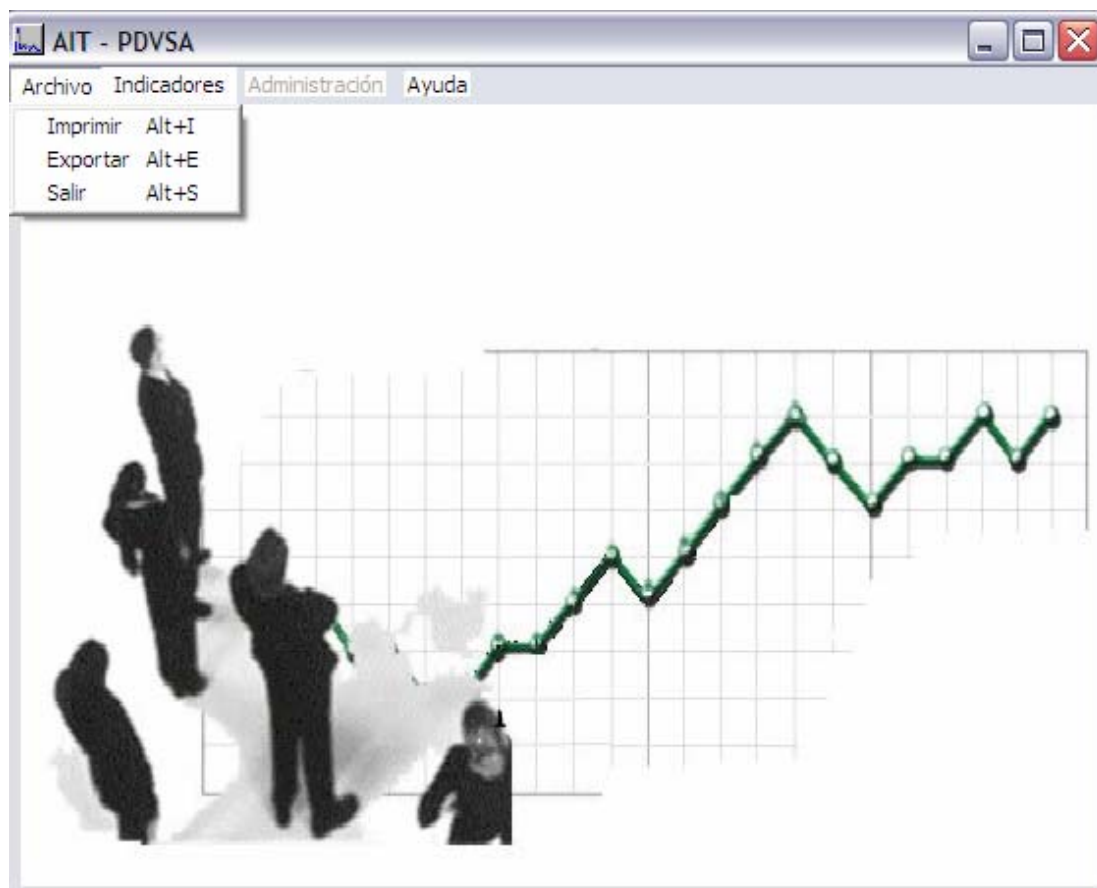 AIT - PDVSA
Archivo Indicadores Administración Ayuda
Imprimir Alt+I
Exportar Alt+E
Salir Alt+S